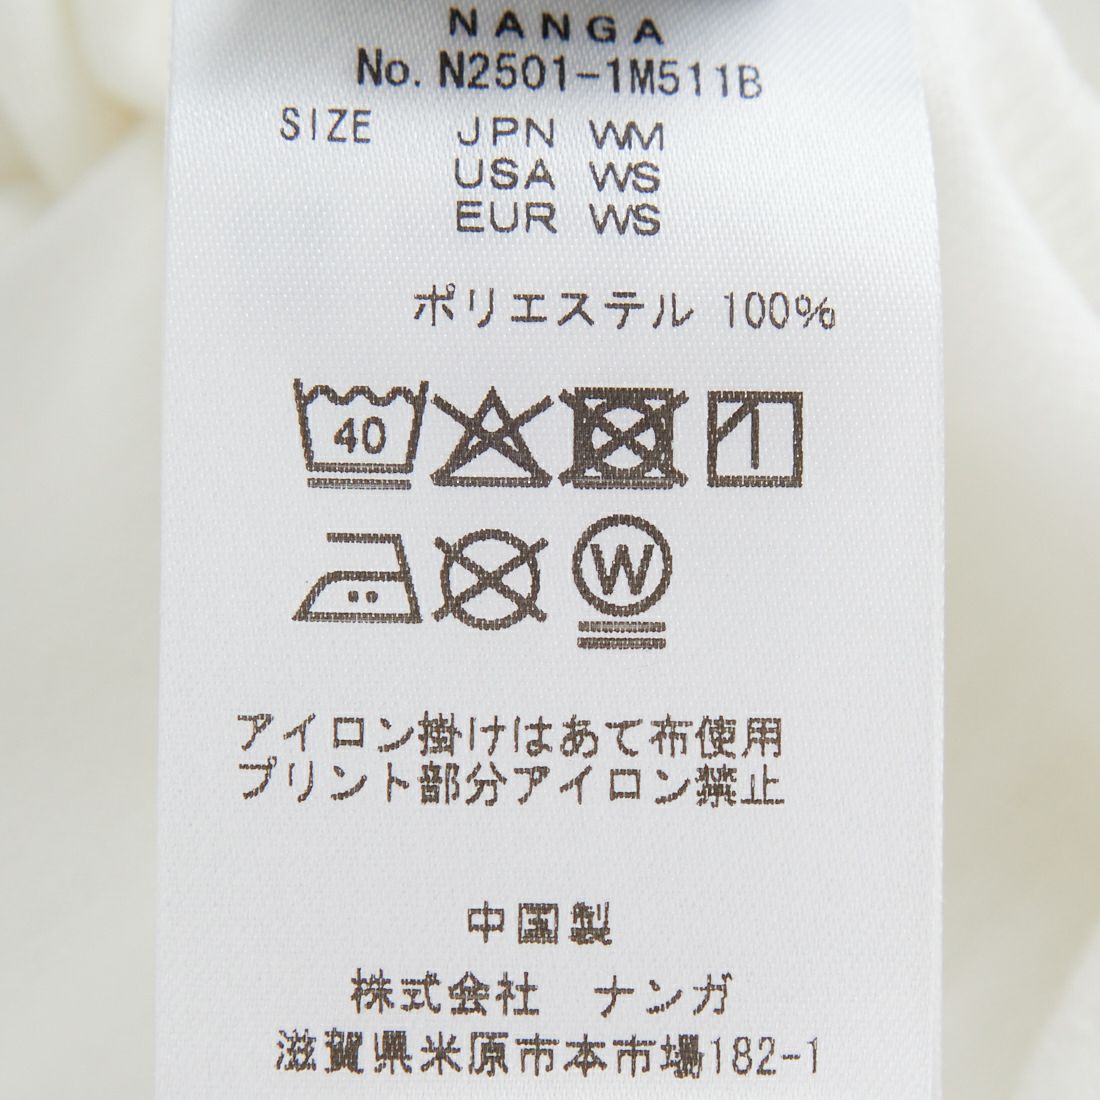 NANGA
No. N2501-1M511B
SIZE JPN WM
USA WS
EUR WS
ポリエステル 100%
40
W
アイロン掛けはあて布使用
プリント部分アイロン禁止
中国製
株式会社 ナンガ
滋賀県米原市本市場182-1